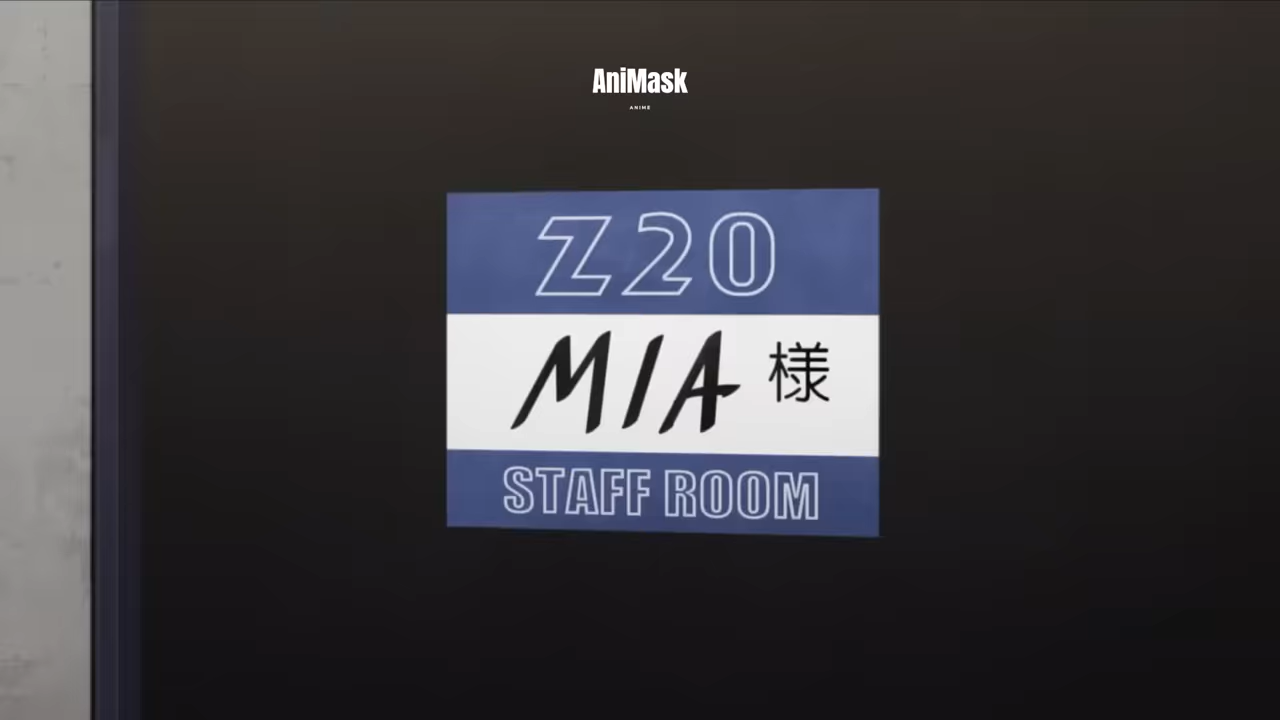 AniMask
ANIME
Z20
MIA 様
STAFF ROOM